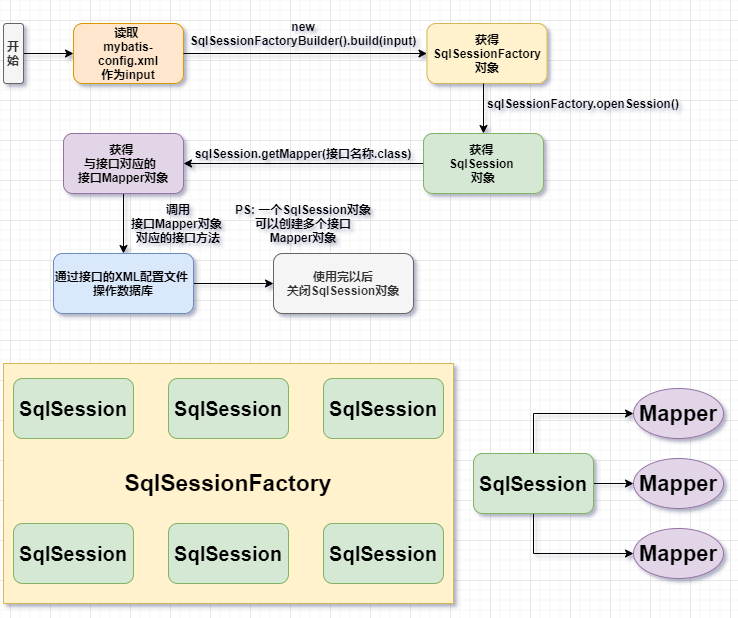 开
始
读取
mybatis-
config.xml
作为input
new
SqlSessionFactoryBuilder().build(input)
获得
SqlSessionFactory
对象
sqlSessionFactory.openSession()
获得
SqlSession
对象
sqlSession.getMapper(接口名称.class)
获得
与接口对应的
接口Mapper对象
调用
接口Mapper对象
对应的接口方法
PS: 一个SqlSession对象
可以创建多个接口
Mapper对象
通过接口的XML配置文件
操作数据库
使用完以后
关闭SqlSession对象
SqlSession
SqlSession
SqlSession
SqlSessionFactory
SqlSession
SqlSession
SqlSession
SqlSession
Mapper
Mapper
Mapper